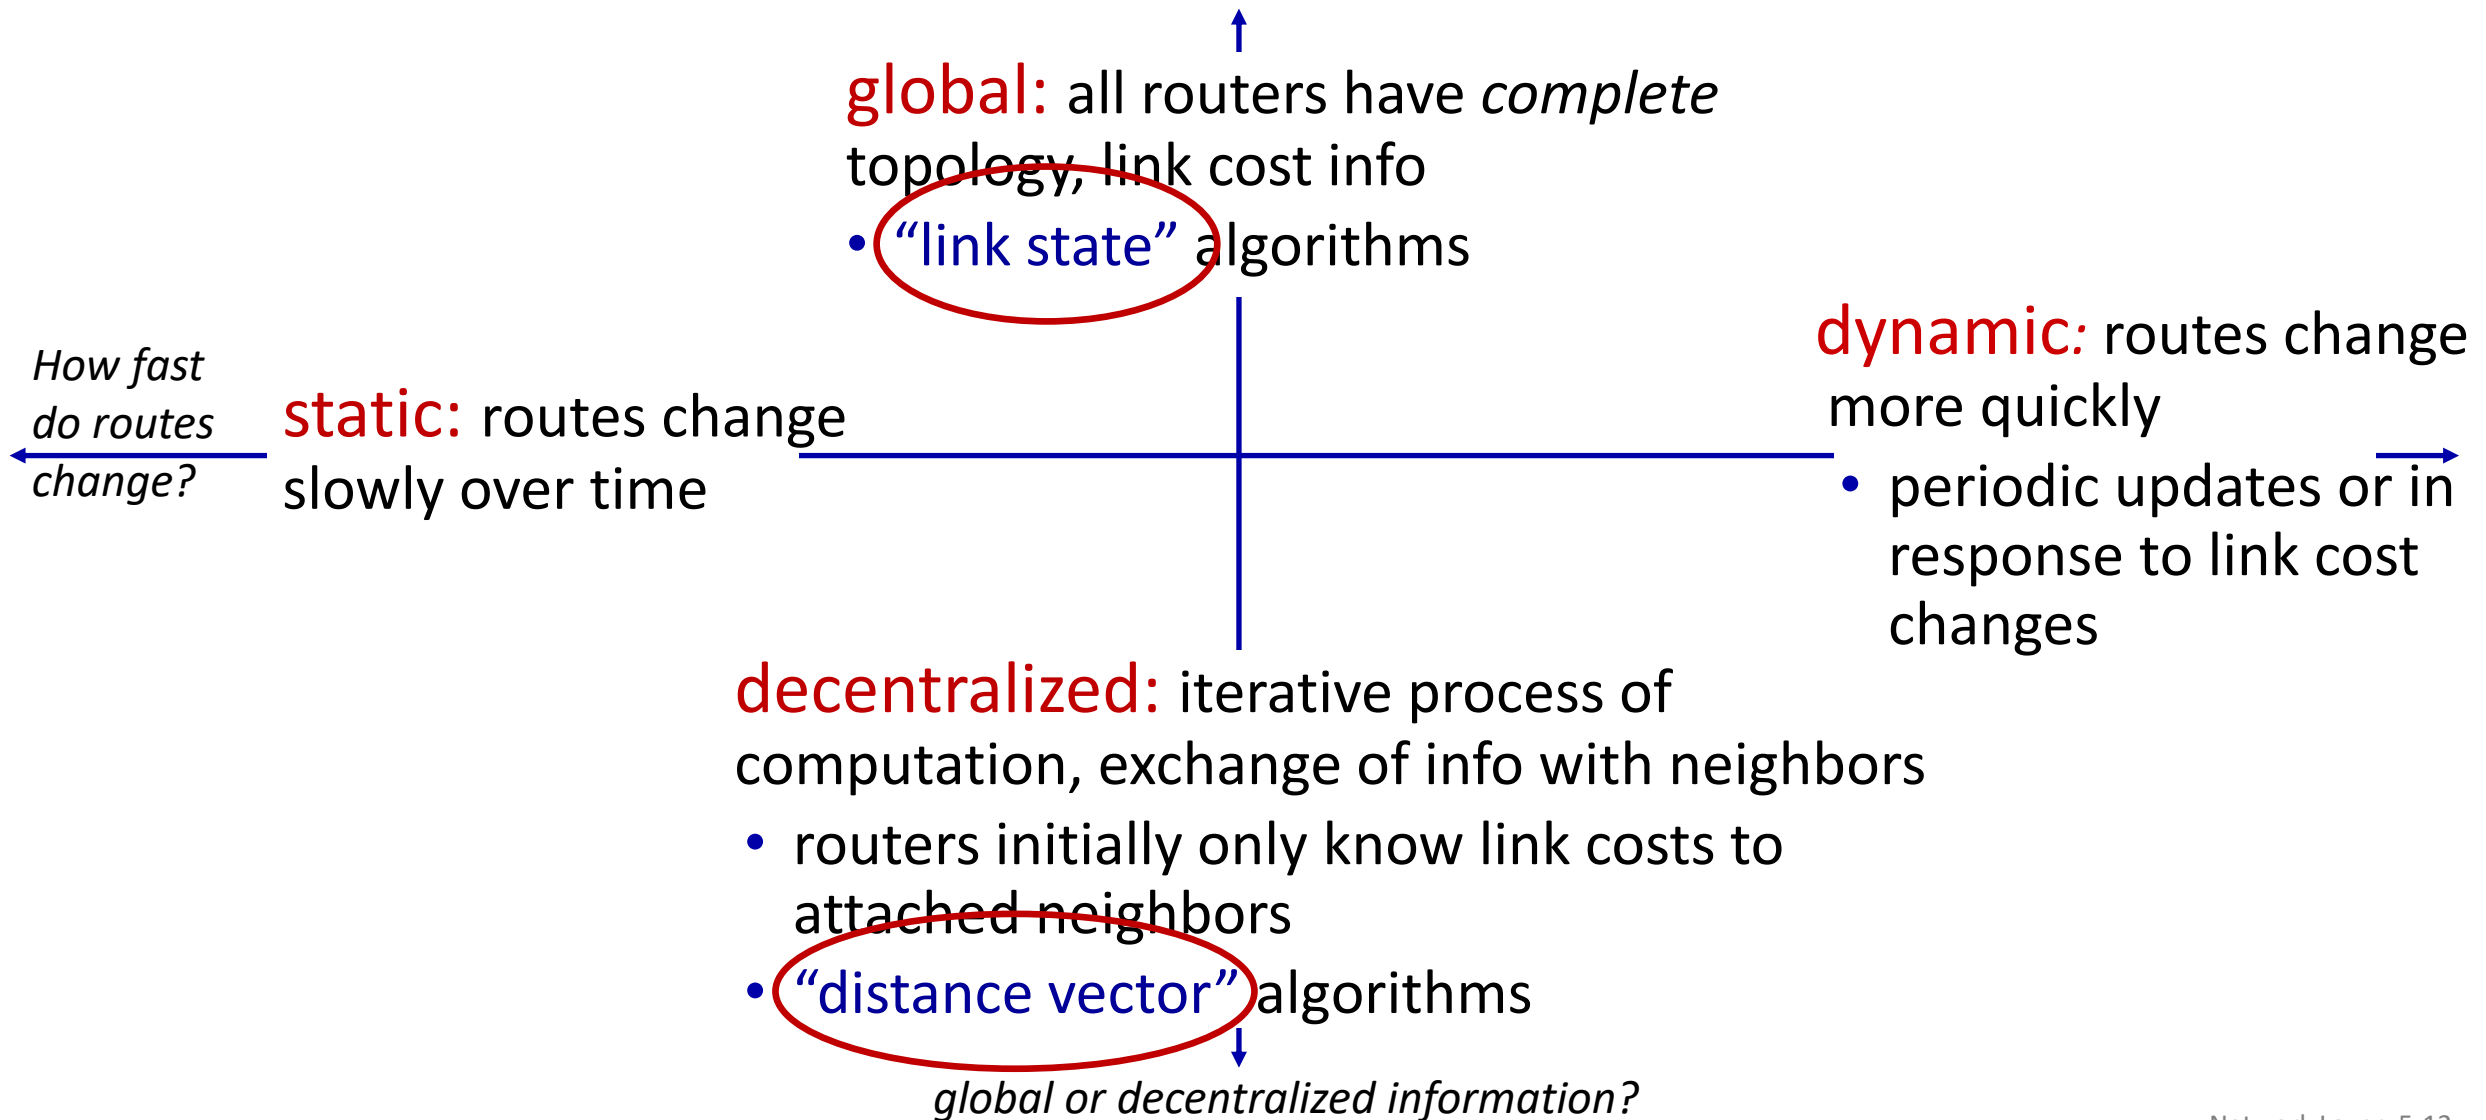 global: all routers have complete
topology, link cost info
• “link state” algorithms
How fast
do routes
change?
static: routes change
slowly over time
dynamic: routes change
more quickly
• periodic updates or in
response to link cost
changes
decentralized: iterative process of
computation, exchange of info with neighbors
• routers initially only know link costs to
attached neighbors
• “distance vector” algorithms
global or decentralized information?